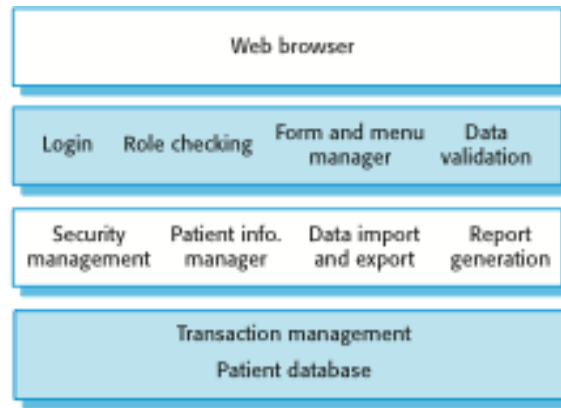 Web browser
Login Role checking Form and menu manager Data validation
Security management Patient info. manager Data import and export Report generation
Transaction management
Patient database